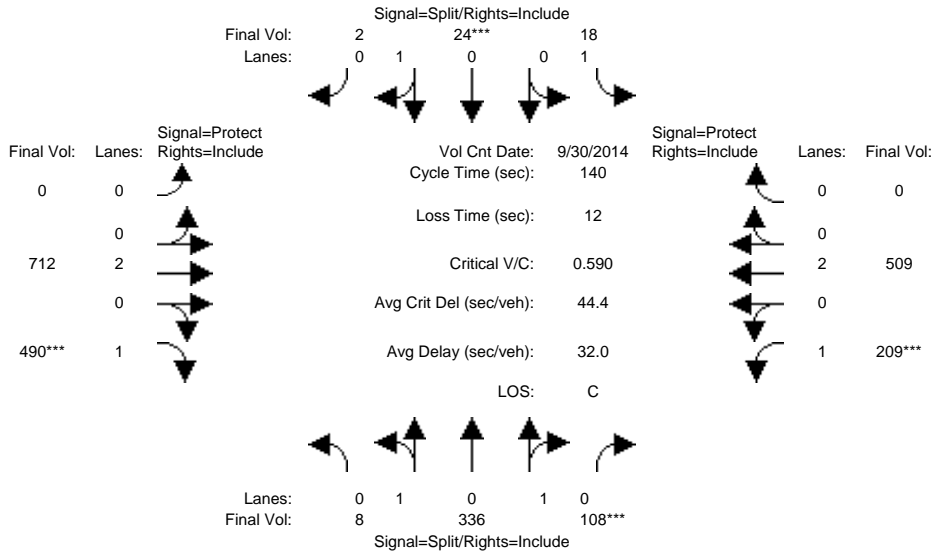 Signal=Split/Rights=Include
Final Vol: 2 24*** 18
Lanes: 0 1 0 0 1
Signal=Protect Signal=Protect
Final Vol: Lanes: Rights=Include Vol Cnt Date: 9/30/2014 Rights=Include Lanes: Final Vol:
Cycle Time (sec): 140
0 0 0 0
Loss Time (sec): 12
0 0
712 2 Critical V/C: 0.590 2 509
0 Avg Crit Del (sec/veh): 44.4 0
490*** 1 Avg Delay (sec/veh): 32.0 1 209***
LOS: C
Lanes: 0 1 0 1 0
Final Vol: 8 336 108***
Signal=Split/Rights=Include